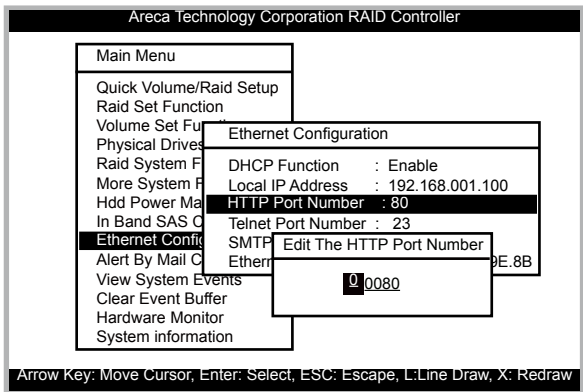 Areca Technology Corporation RAID Controller
Main Menu
Quick Volume/Raid Setup
Raid Set Function
Volume Set Fu
Physical Drives
Raid System F
More System F
Hdd Power Ma
In Band SAS C
Ethernet Config
Alert By Mail C
View System Events
Clear Event Buffer
Hardware Monitor
System information
Ethernet Configuration
DHCP Function : Enable
Local IP Address : 192.168.001.100
HTTP Port Number : 80
Telnet Port Number : 23
SMTP
Ethern 9E.8B
Edit The HTTP Port Number
0 0080
Arrow Key: Move Cursor, Enter: Select, ESC: Escape, L:Line Draw, X: Redraw